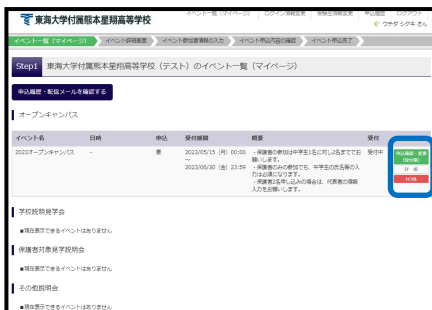 東海大学付属熊本星翔高等学校
イベント一覧（マイページ） ログイン情報変更 受験生情報変更 申込履歴 ログアウト
ウチダ シゲキ さん
イベント一覧（マイページ） イベント詳細画面 イベント参加者情報の入力 イベント申込内容の確認 イベント申込完了
Step1 東海大学付属熊本星翔高等学校（テスト）のイベント一覧（マイページ）
申込履歴・配信メールを確認する
オープンキャンパス
イベント名 日時 申込 受付期間 概要 受付
2023オープンキャンパス - 要 2023/05/15（月）00:00 ・保護者の参加は中学生1名に対し2名まででお 受付中
～ 願いします。
2023/06/30（金）23:59 ・保護者のみの参加でも、中学生の氏名等の入
力は必須になります。
・保護者2名申し込みの場合は、代表者の情報
入力をお願いします。
申込確認・変更
(受付票)
詳 細
キャンセル
学校説明見学会
■現在表示できるイベントはありません
保護者対象見学説明会
■現在表示できるイベントはありません
その他説明会
■現在表示できるイベントはありません